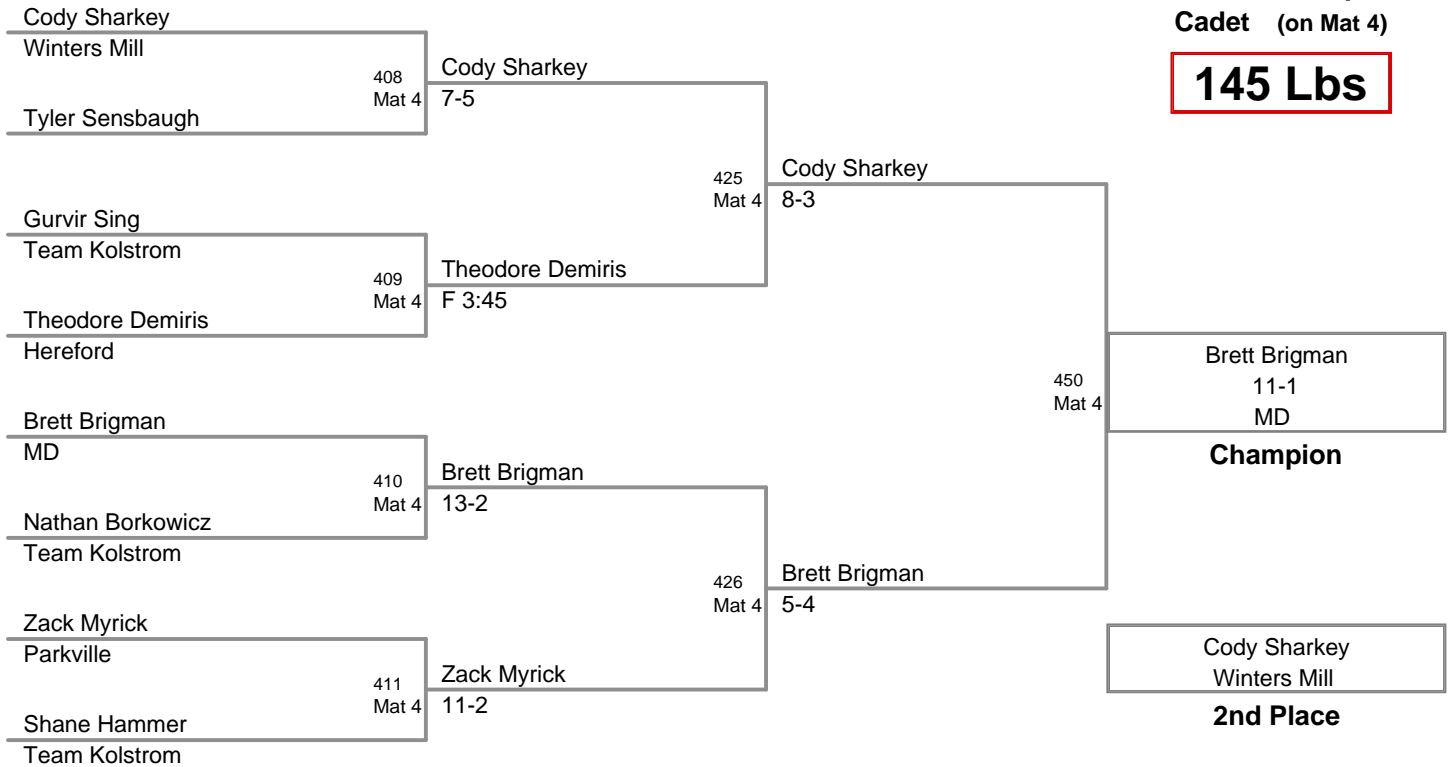 Cadet (on Mat 4)
145 Lbs
Cody Sharkey
Winters Mill
408
Mat 4
Tyler Sensbaugh
Cody Sharkey
7-5
Gurvir Sing
Team Kolstrom
409
Mat 4
Theodore Demiris
Hereford
Theodore Demiris
F 3:45
425
Mat 4
Cody Sharkey
8-3
Brett Brigman
MD
410
Mat 4
Nathan Borkowicz
Team Kolstrom
Brett Brigman
13-2
Zack Myrick
Parkville
411
Mat 4
Shane Hammer
Team Kolstrom
Zack Myrick
11-2
426
Mat 4
Brett Brigman
5-4
450
Mat 4
Brett Brigman
11-1
MD
Champion
Cody Sharkey
Winters Mill
2nd Place